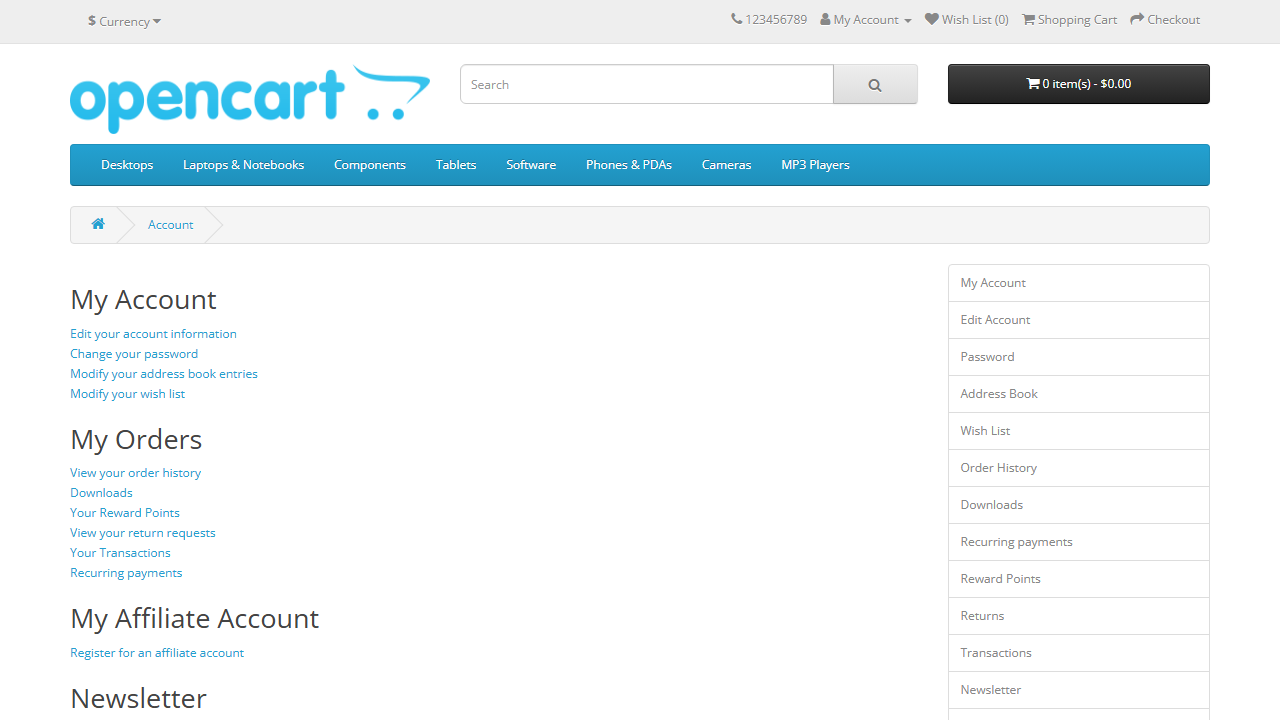 $ Currency
123456789 My Account Wish List (0) Shopping Cart Checkout
opencart
Search
0 item(s) - $0.00
Desktops Laptops & Notebooks Components Tablets Software Phones & PDAs Cameras MP3 Players
Account
My Account
Edit your account information
Change your password
Modify your address book entries
Modify your wish list
My Orders
View your order history
Downloads
Your Reward Points
View your return requests
Your Transactions
Recurring payments
My Affiliate Account
Register for an affiliate account
Newsletter
My Account
Edit Account
Password
Address Book
Wish List
Order History
Downloads
Recurring payments
Reward Points
Returns
Transactions
Newsletter